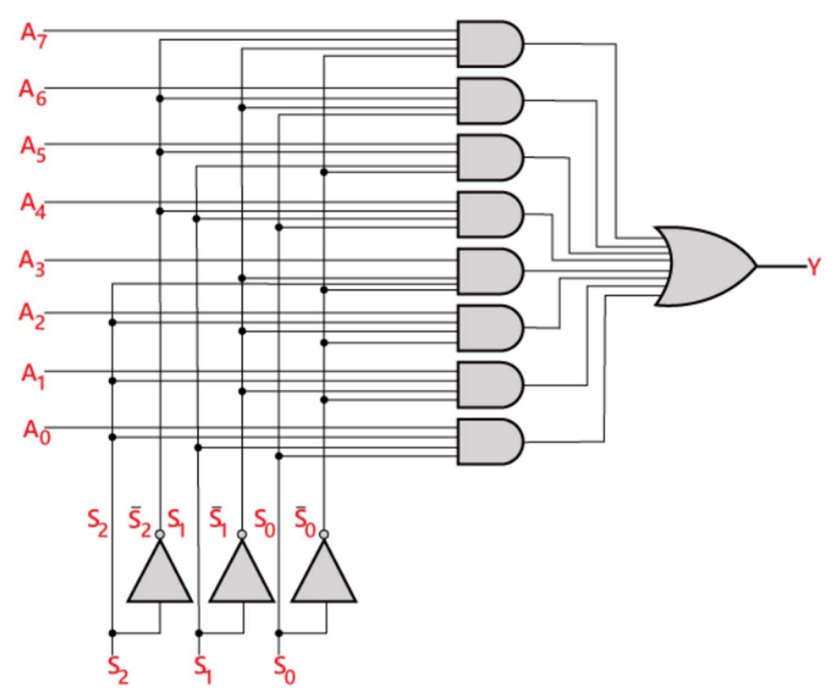 A₇
A₆
A₅
A₄
A₃
Y
A₂
A₁
A₀
S₂ S̄₂ S₁ S̄₁ S₀ S̄₀
S₂ S₁ S₀